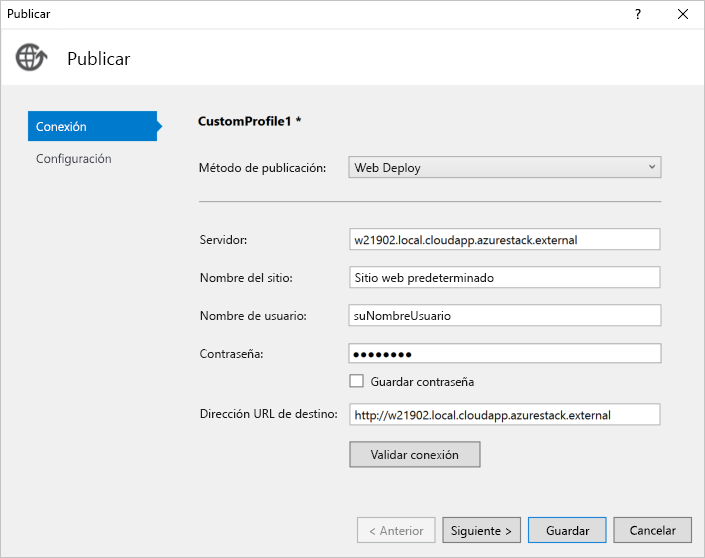 Publicar
?
Publicar
Conexión
Configuración
CustomProfile1 *
Método de publicación: Web Deploy
Servidor: w21902.local.cloudapp.azurestack.external
Nombre del sitio: Sitio web predeterminado
Nombre de usuario: suNombreUsuario
Contraseña: ●●●●●●●●
Guardar contraseña
Dirección URL de destino: http://w21902.local.cloudapp.azurestack.external
Validar conexión
< Anterior Siguiente > Guardar Cancelar